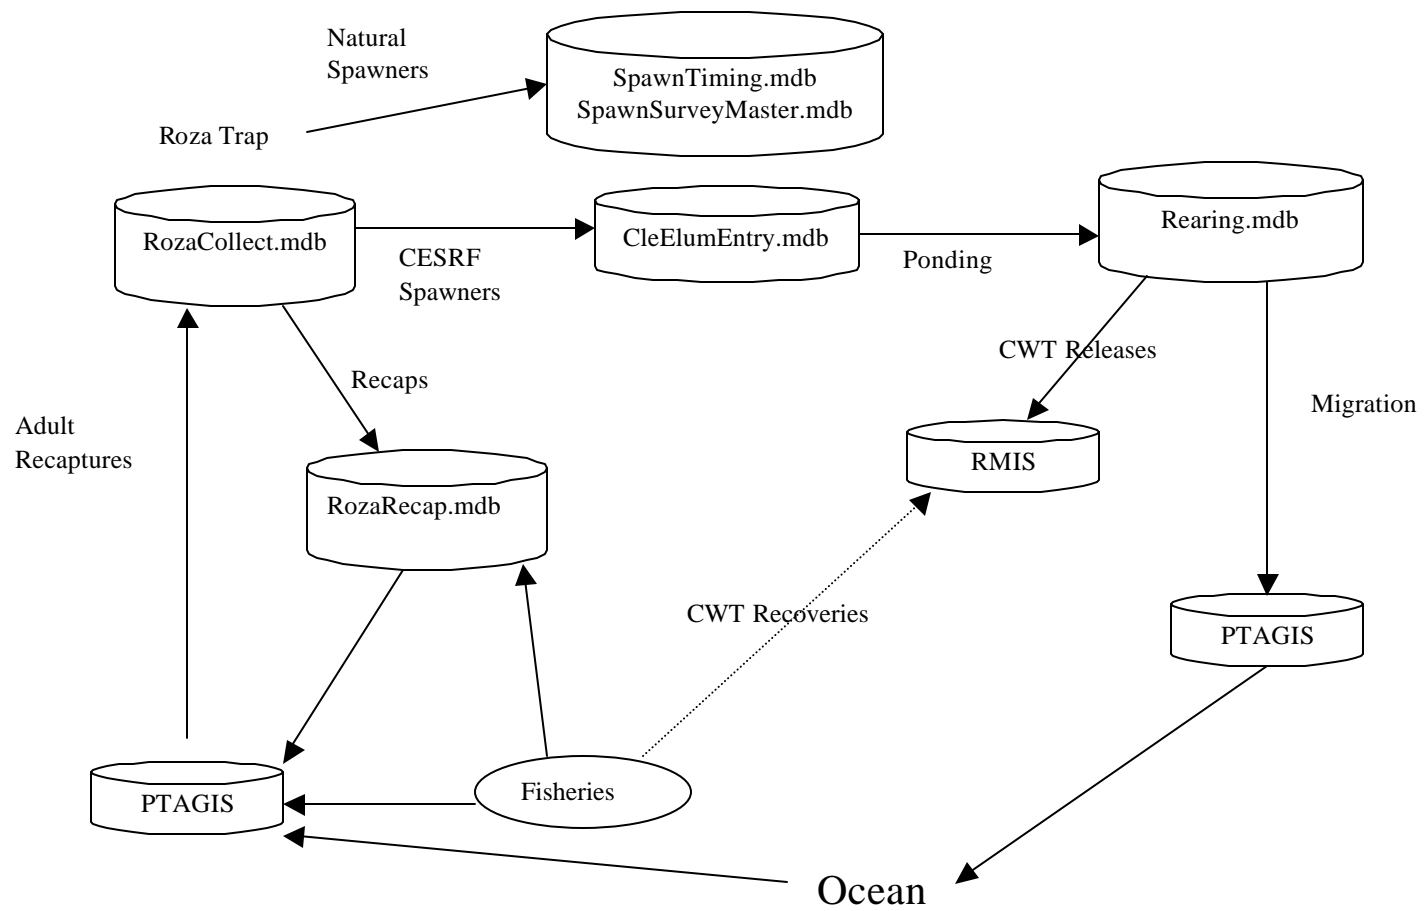 Natural
Spawners
SpawnTiming.mdb
SpawnSurveyMaster.mdb
Roza Trap
RozaCollect.mdb
CESRF
Spawners
CleElumEntry.mdb
Ponding
Rearing.mdb
CWT Releases
Recaps
Migration
Adult
Recaptures
RMIS
RozaRecap.mdb
CWT Recoveries
PTAGIS
PTAGIS
Fisheries
Ocean